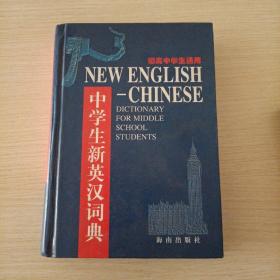 初高中学生适用
NEW ENGLISH
-CHINESE
DICTIONARY
FOR MIDDLE
SCHOOL
STUDENTS
中学生新英汉词典
海南出版社